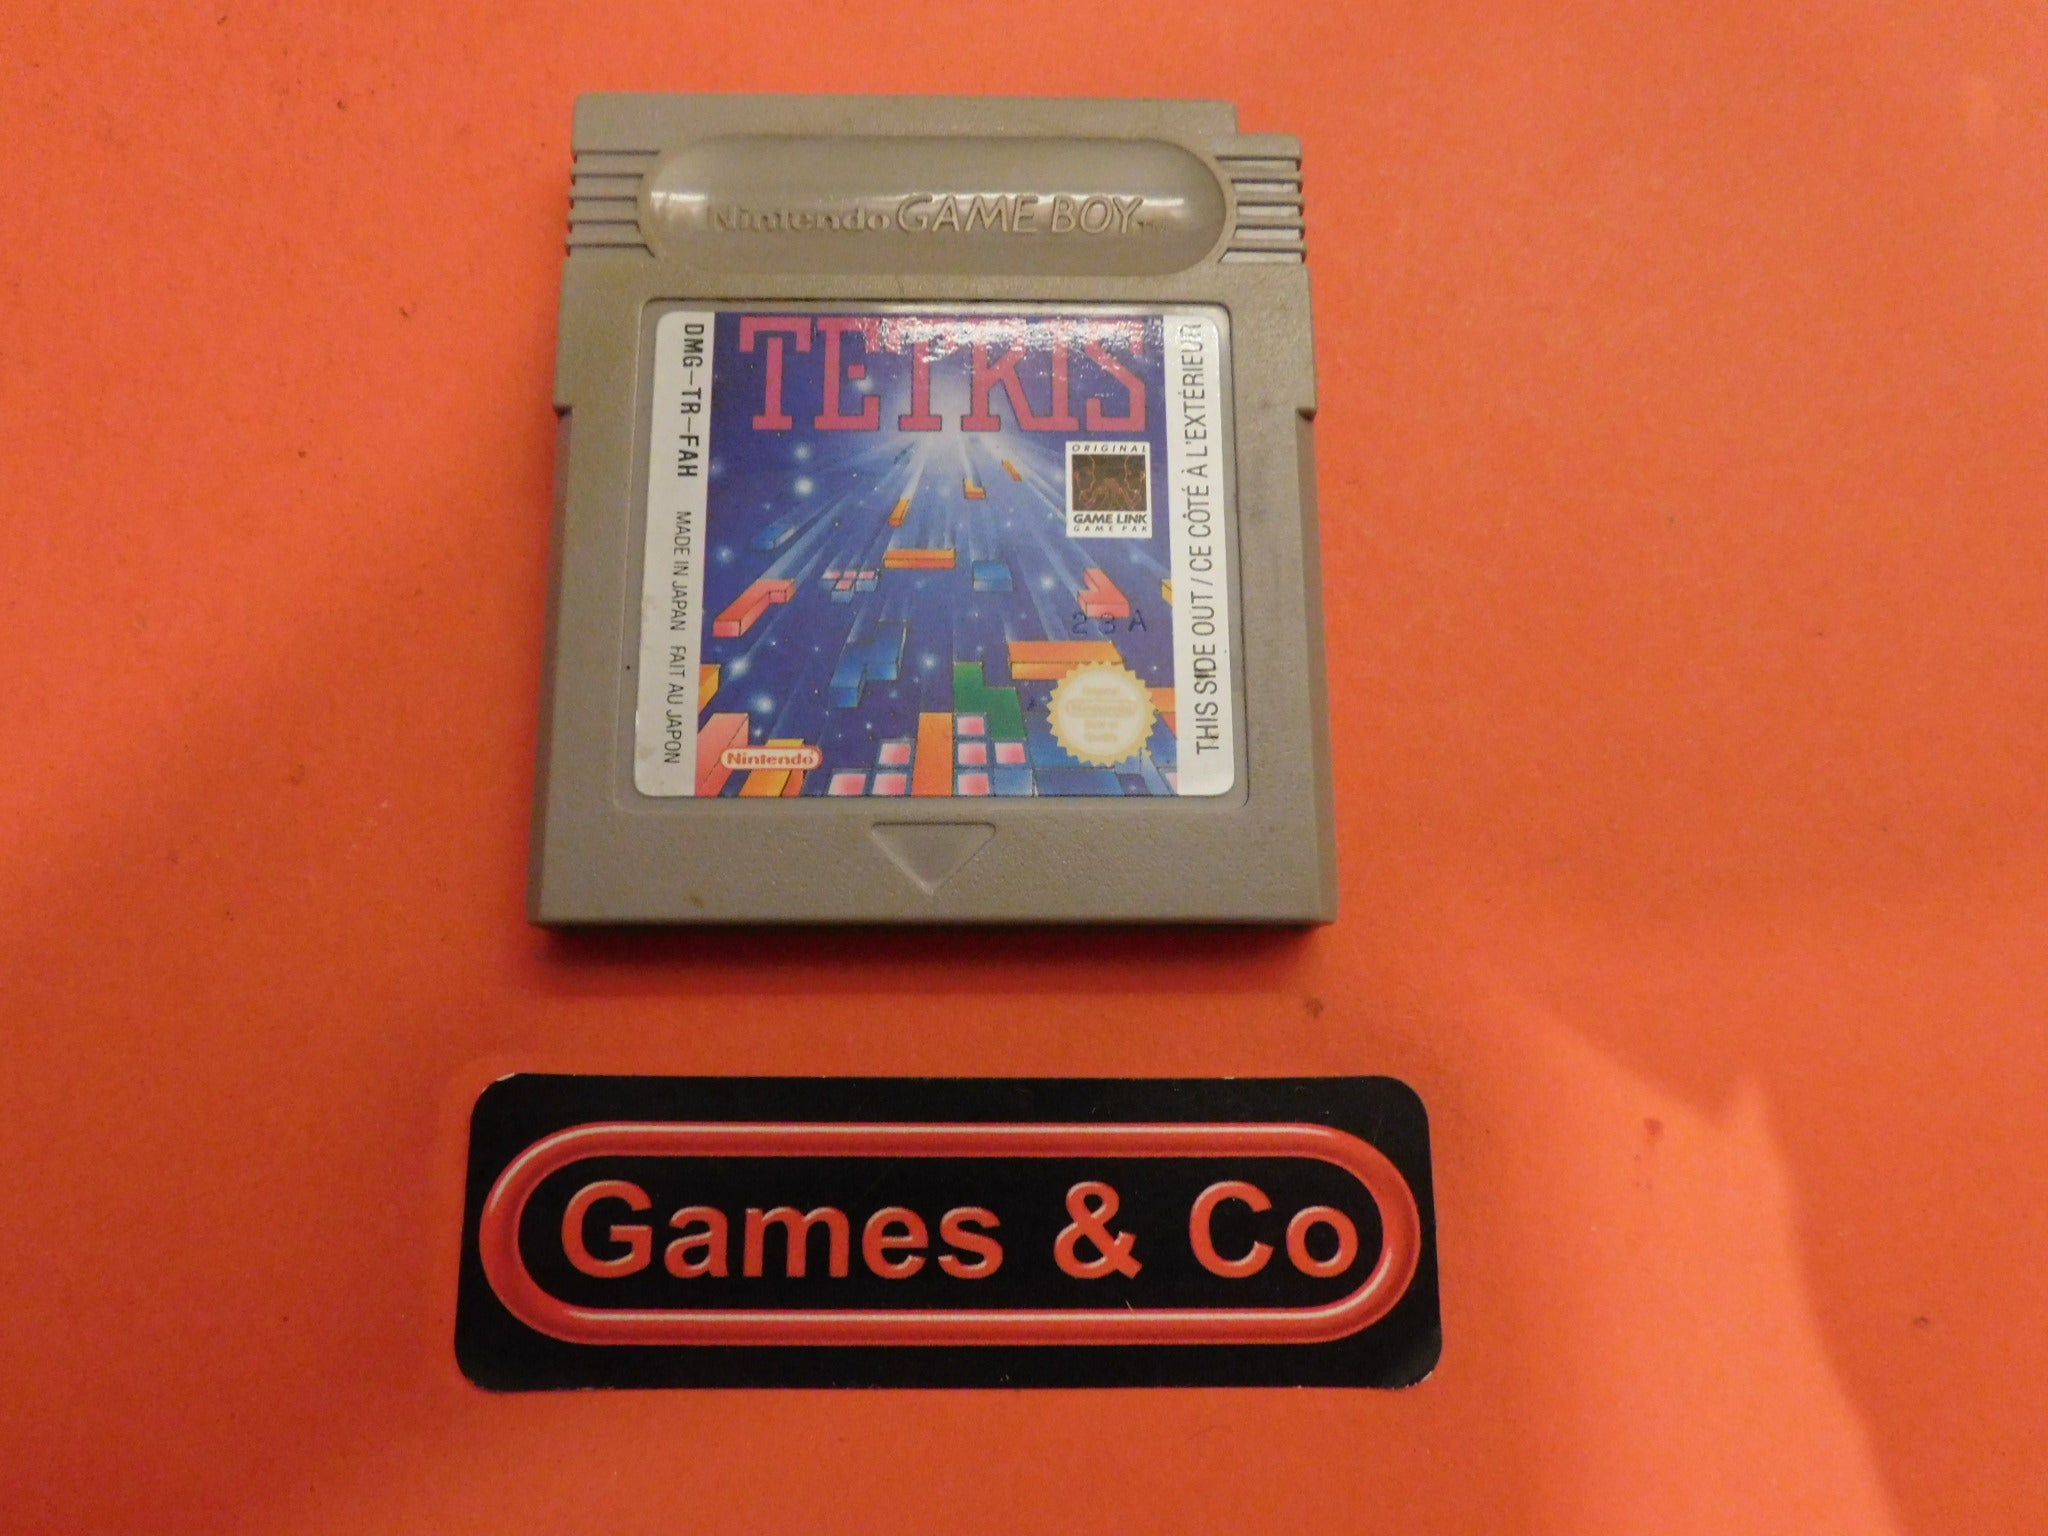 Nintendo GAME BOY TM
TETRIS
DMG-TR-FAH MADE IN JAPAN FAIT AU JAPON
ORIGINAL
GAME LINK
GAME PAK
THIS SIDE OUT / CE CÔTÉ À L'EXTÉRIEUR
23A
Nintendo
Games & Co